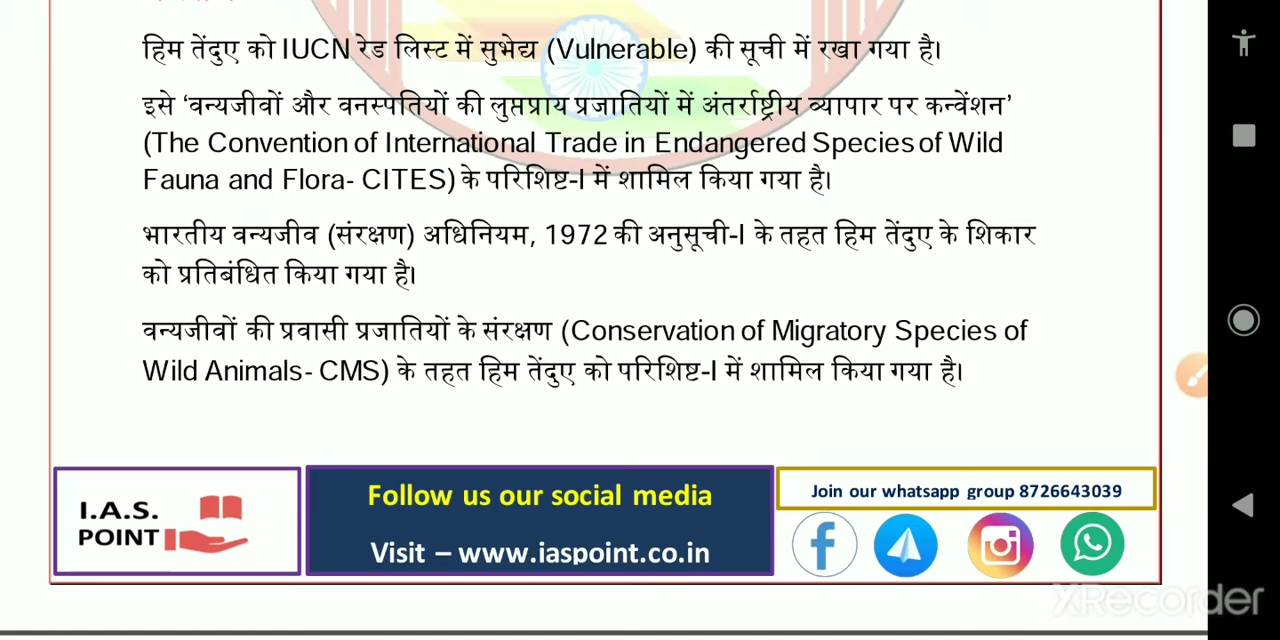 हिम तेंदुए को IUCN रेड लिस्ट में सुभेद्य (Vulnerable) की सूची में रखा गया है।
इसे ‘वन्यजीवों और वनस्पतियों की लुप्तप्राय प्रजातियों में अंतर्राष्ट्रीय व्यापार पर कन्वेंशन’
(The Convention of International Trade in Endangered Species of Wild
Fauna and Flora- CITES) के परिशिष्ट-I में शामिल किया गया है।
भारतीय वन्यजीव (संरक्षण) अधिनियम, 1972 की अनुसूची-I के तहत हिम तेंदुए के शिकार
को प्रतिबंधित किया गया है।
वन्यजीवों की प्रवासी प्रजातियों के संरक्षण (Conservation of Migratory Species of
Wild Animals- CMS) के तहत हिम तेंदुए को परिशिष्ट-I में शामिल किया गया है।
I.A.S.
POINT
Follow us our social media
Visit – www.iaspoint.co.in
Join our whatsapp group 8726643039
XRecorder